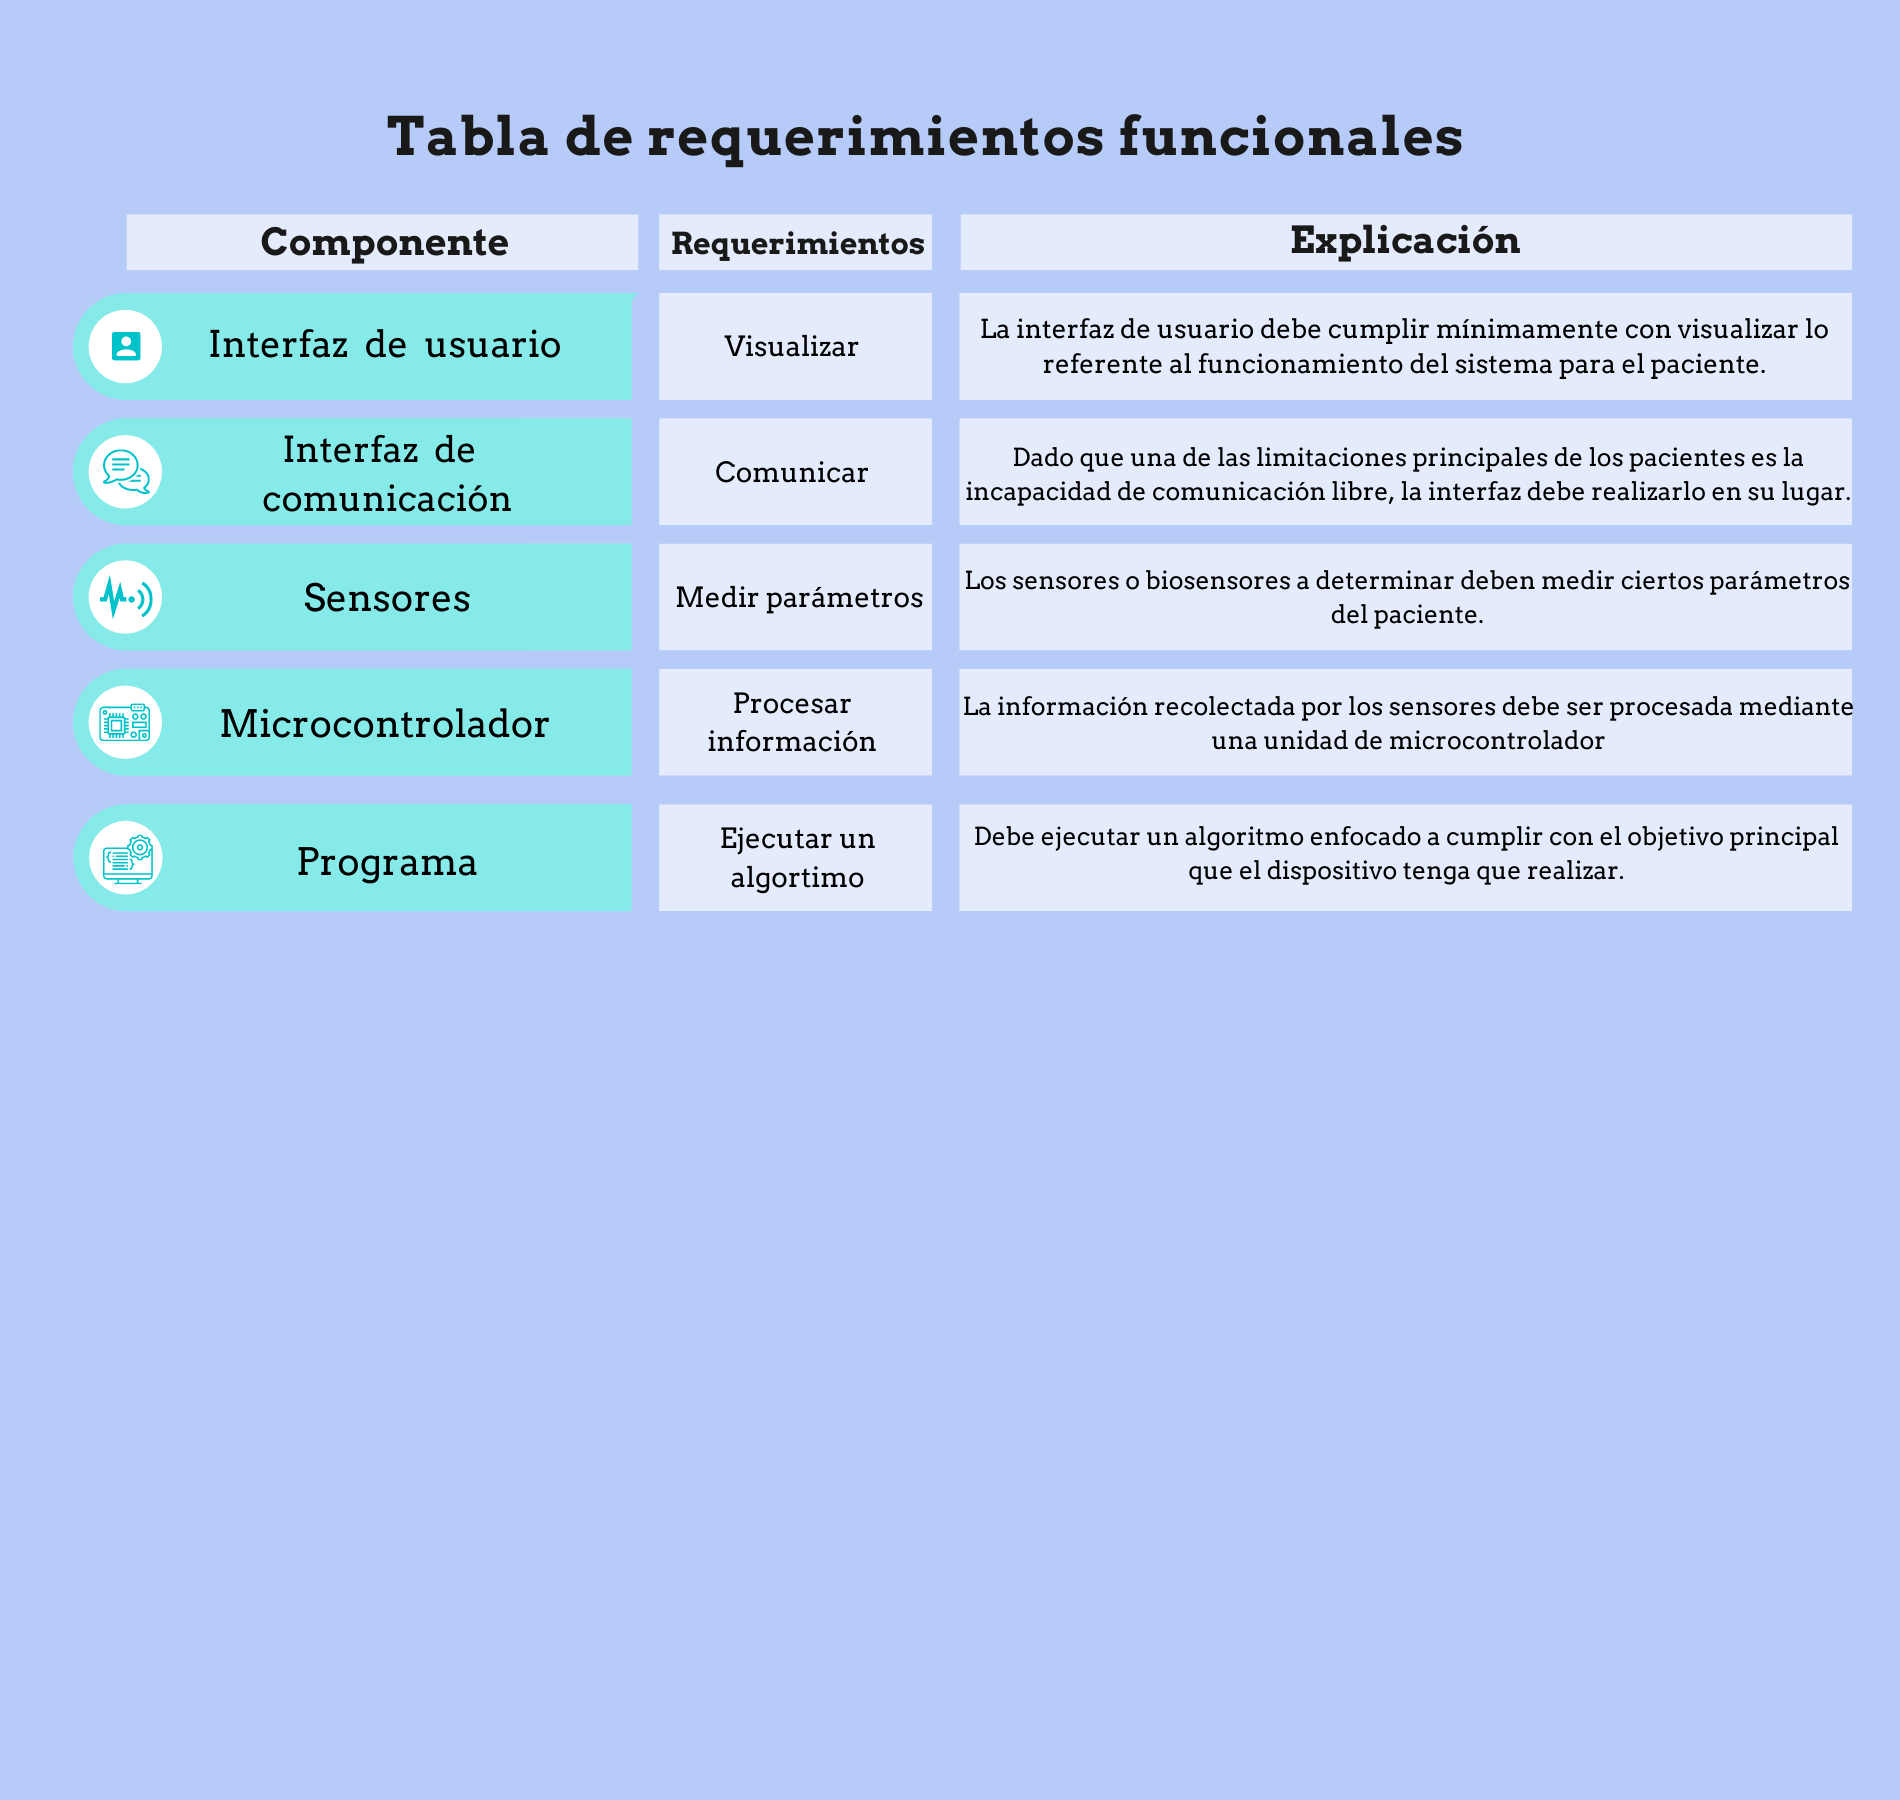 Tabla de requerimientos funcionales
Componente
Requerimientos
Explicación
Interfaz de usuario
Visualizar
La interfaz de usuario debe cumplir mínimamente con visualizar lo
referente al funcionamiento del sistema para el paciente.
Interfaz de
comunicación
Comunicar
Dado que una de las limitaciones principales de los pacientes es la
incapacidad de comunicación libre, la interfaz debe realizarlo en su lugar.
Sensores
Medir parámetros
Los sensores o biosensores a determinar deben medir ciertos parámetros
del paciente.
Microcontrolador
Procesar
información
La información recolectada por los sensores debe ser procesada mediante
una unidad de microcontrolador
Programa
Ejecutar un
algortimo
Debe ejecutar un algoritmo enfocado a cumplir con el objetivo principal
que el dispositivo tenga que realizar.